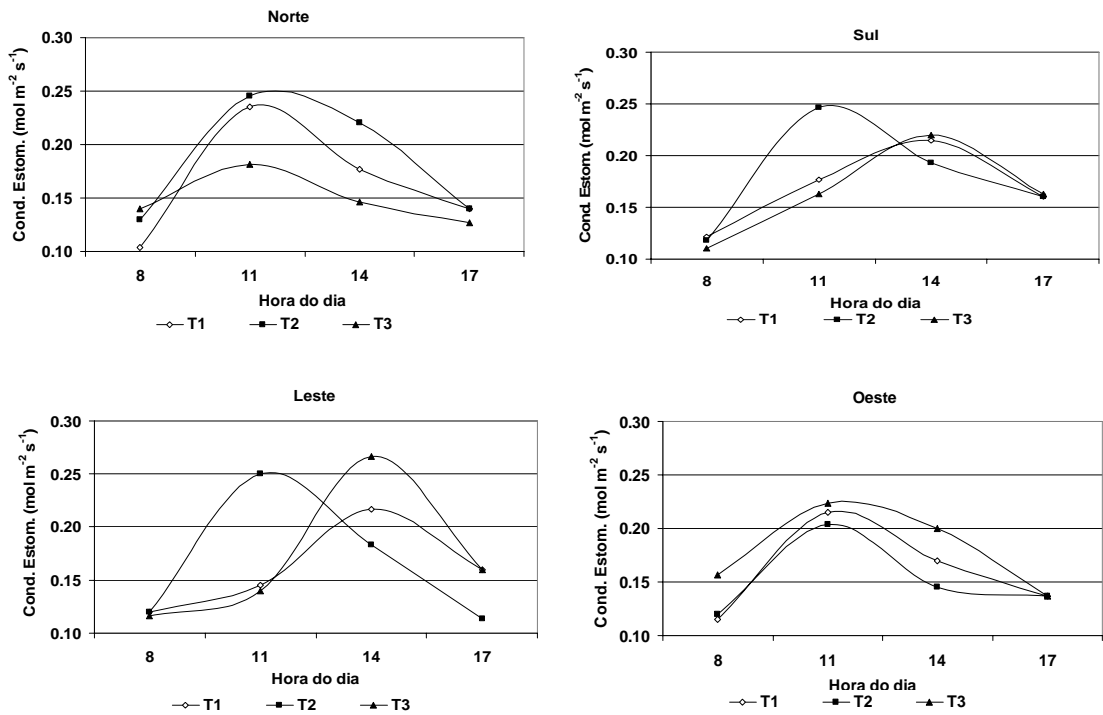 Norte
Cond. Estom. (mol m⁻² s⁻¹)
0.30
0.25
0.20
0.15
0.10
8 11 14 17
Hora do dia
T1 T2 T3
Sul
Cond. Estom. (mol m⁻² s⁻¹)
0.30
0.25
0.20
0.15
0.10
8 11 14 17
Hora do dia
T1 T2 T3
Leste
Cond. Estom. (mol m⁻² s⁻¹)
0.30
0.25
0.20
0.15
0.10
8 11 14 17
Hora do dia
T1 T2 T3
Oeste
Cond. Estom. (mol m⁻² s⁻¹)
0.30
0.25
0.20
0.15
0.10
8 11 14 17
Hora do dia
T1 T2 T3